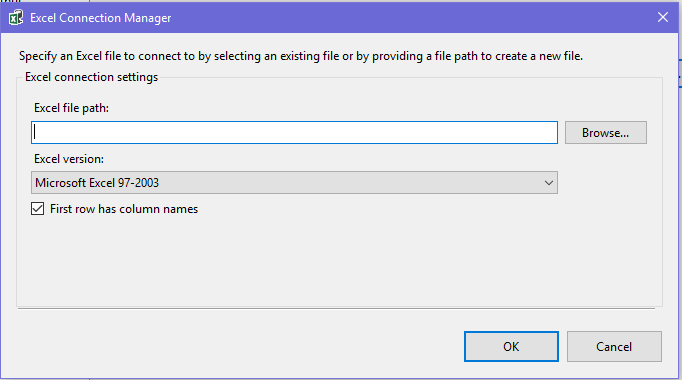 Excel Connection Manager
Specify an Excel file to connect to by selecting an existing file or by providing a file path to create a new file.
Excel connection settings
Excel file path:
Browse...
Excel version:
Microsoft Excel 97-2003
First row has column names
OK
Cancel